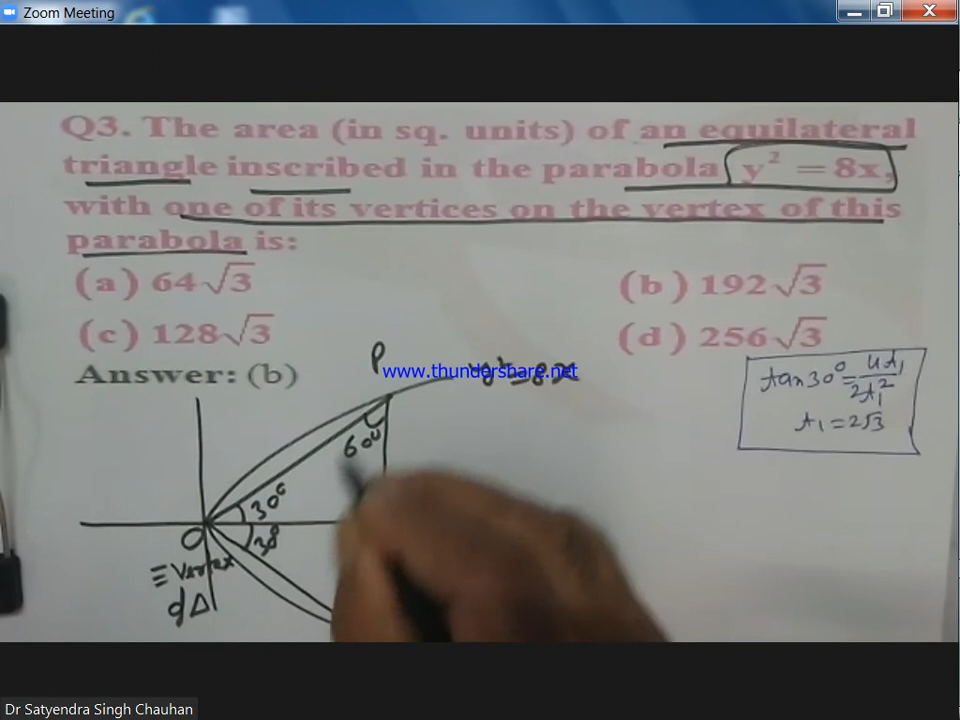 Zoom Meeting
Q3. The area (in sq. units) of an equilateral
triangle inscribed in the parabola y² = 8x,
with one of its vertices on the vertex of this
parabola is:
(a) 64√3
(b) 192√3
(c) 128√3
(d) 256√3
Answer: (b)
P
www.thundershare.net
y²=8x
tan30°=4t₁/2t₁²
t₁=2√3
60°
30°
30°
O
≡ Vertex
of Δ
Dr Satyendra Singh Chauhan